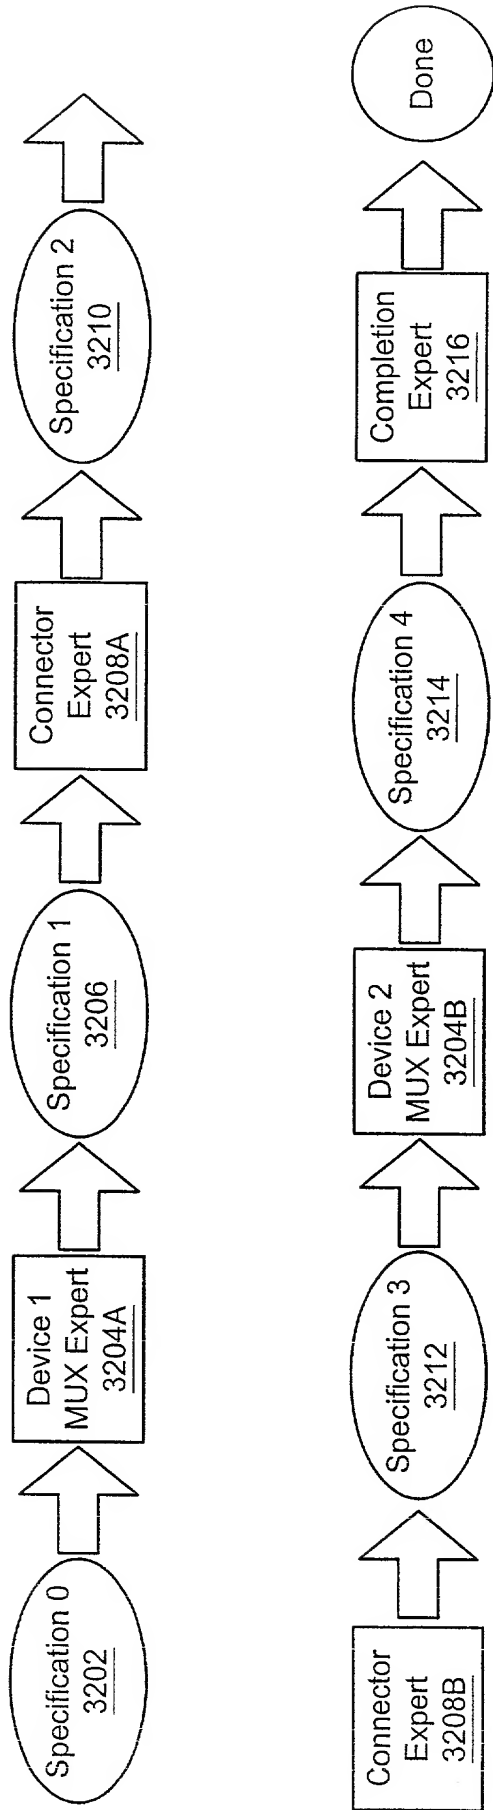 Specification 0
3202
Device 1
MUX Expert
3204A
Specification 1
3206
Connector
Expert
3208A
Specification 2
3210
Connector
Expert
3208B
Specification 3
3212
Device 2
MUX Expert
3204B
Specification 4
3214
Completion
Expert
3216
Done